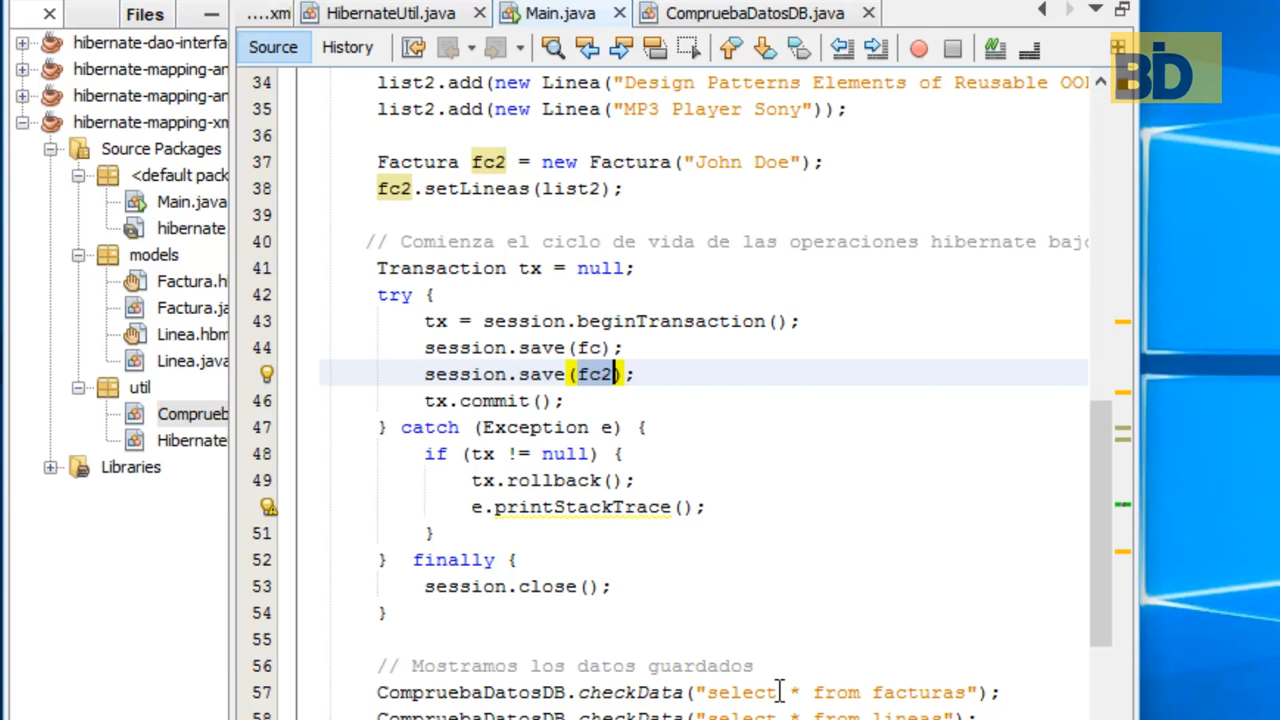 Files
....xm HibernateUtil.java Main.java CompruebaDatosDB.java
Source History
hibernate-dao-interfa
hibernate-mapping-an
hibernate-mapping-an
hibernate-mapping-xm
Source Packages
<default pack
Main.java
hibernate
models
Factura.h
Factura.ja
Linea.hbm
Linea.java
util
Comprueb
Hibernate
Libraries
BD
34 list2.add(new Linea("Design Patterns Elements of Reusable OO
35 list2.add(new Linea("MP3 Player Sony"));
36
37 Factura fc2 = new Factura("John Doe");
38 fc2.setLineas(list2);
39
40 // Comienza el ciclo de vida de las operaciones hibernate bajo
41 Transaction tx = null;
42 try {
43 tx = session.beginTransaction();
44 session.save(fc);
session.save(fc2);
46 tx.commit();
47 } catch (Exception e) {
48 if (tx != null) {
49 tx.rollback();
e.printStackTrace();
51 }
52 } finally {
53 session.close();
54 }
55
56 // Mostramos los datos guardados
57 CompruebaDatosDB.checkData("select * from facturas");
58 CompruebaDatosDB.checkData("select * from lineas");